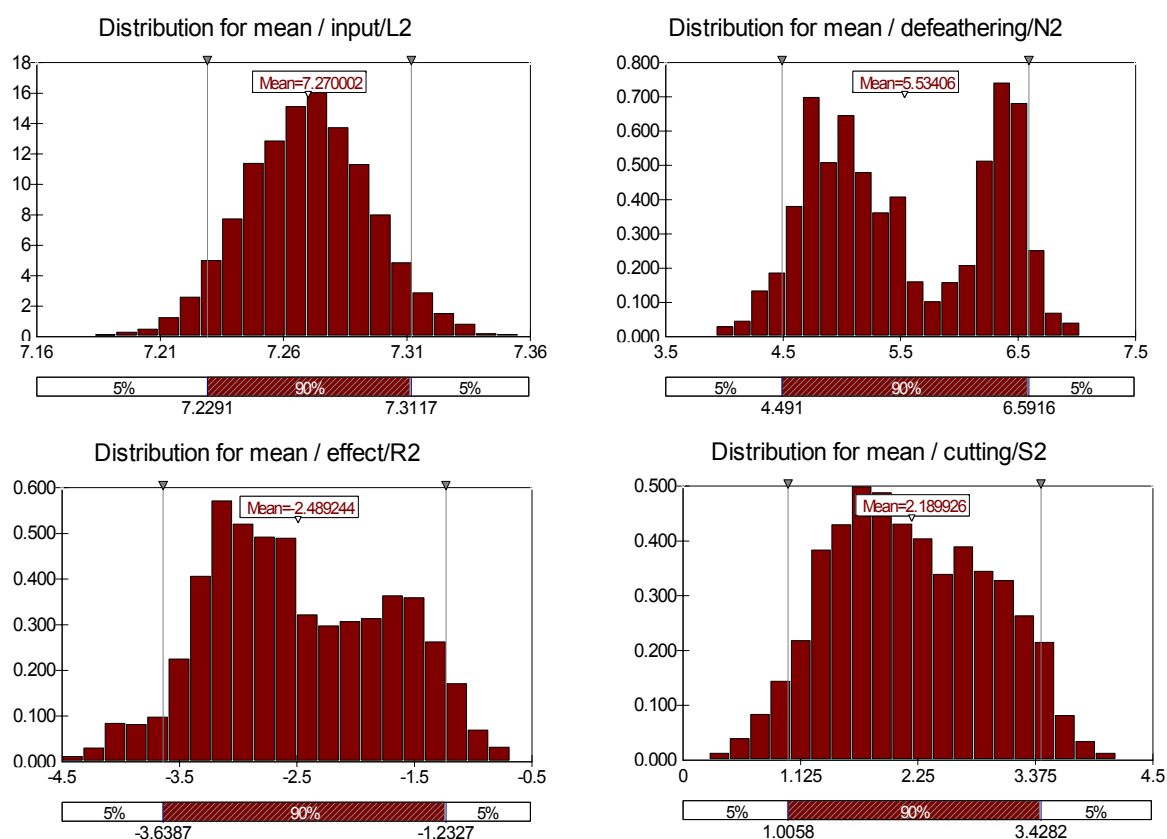 Distribution for mean / input/L2
18
16
14
12
10
8
6
4
2
0
Mean=7.270002
7.16 7.21 7.26 7.31 7.36
5% 90% 5%
7.2291 7.3117
Distribution for mean / defeathering/N2
0.800
0.700
0.600
0.500
0.400
0.300
0.200
0.100
0.000
Mean=5.53406
3.5 4.5 5.5 6.5 7.5
5% 90% 5%
4.491 6.5916
Distribution for mean / effect/R2
0.600
0.500
0.400
0.300
0.200
0.100
0.000
Mean=-2.489244
-4.5 -3.5 -2.5 -1.5 -0.5
5% 90% 5%
-3.6387 -1.2327
Distribution for mean / cutting/S2
0.500
0.400
0.300
0.200
0.100
0.000
Mean=2.189926
0 1.125 2.25 3.375 4.5
5% 90% 5%
1.0058 3.4282